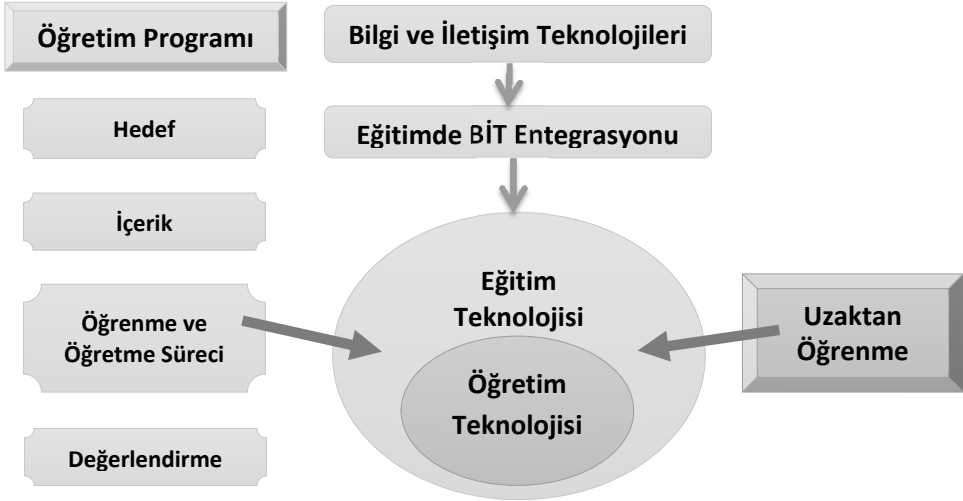 Öğretim Programı
Hedef
İçerik
Öğrenme ve
Öğretme Süreci
Değerlendirme
Bilgi ve İletişim Teknolojileri
Eğitimde BİT Entegrasyonu
Eğitim
Teknolojisi
Öğretim
Teknolojisi
Uzaktan
Öğrenme